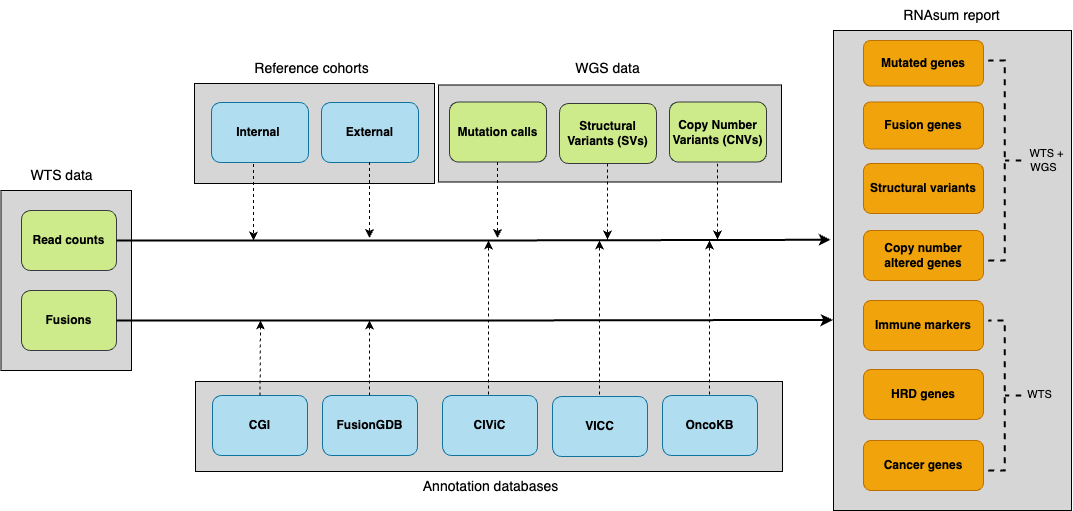 RNAsum report
Reference cohorts
WGS data
Mutated genes
Internal
External
Mutation calls
Structural
Variants (SVs)
Copy Number
Variants (CNVs)
Fusion genes
WTS +
WGS
WTS data
Structural variants
Read counts
Copy number
altered genes
Fusions
Immune markers
HRD genes
WTS
CGI
FusionGDB
CIViC
VICC
OncoKB
Cancer genes
Annotation databases